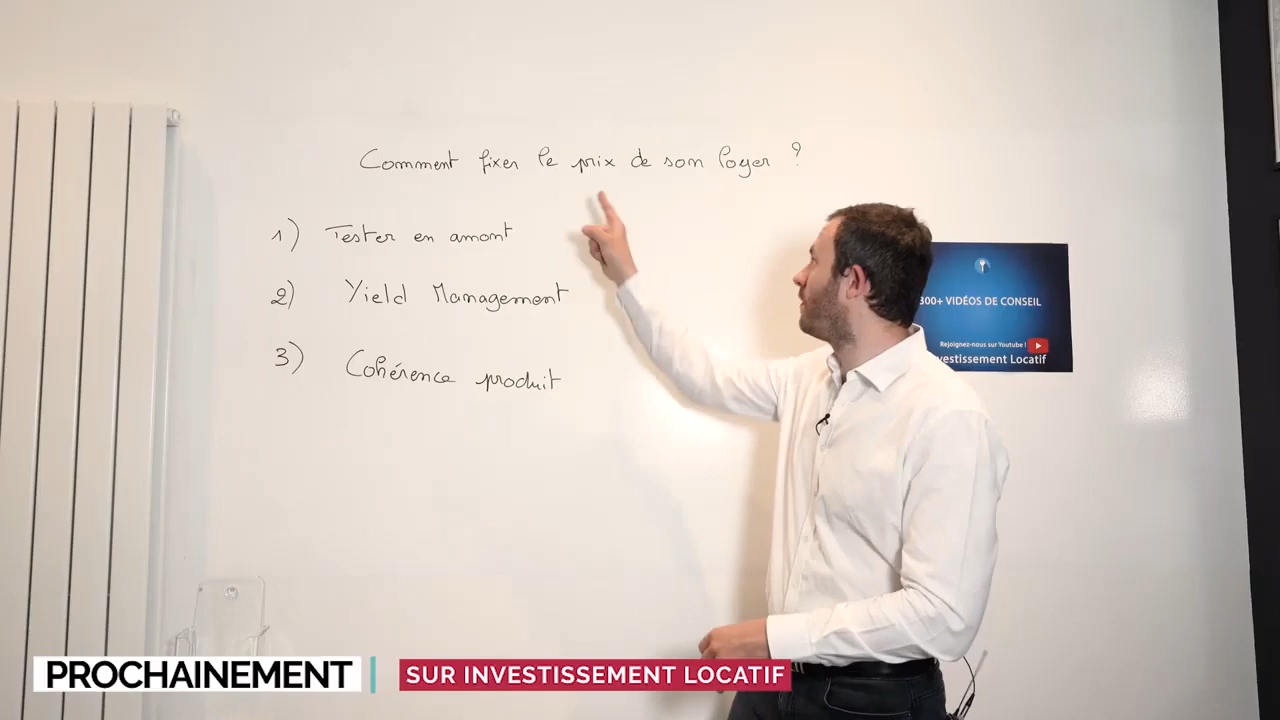 Comment fixer le prix de son loyer ?
1) Tester en amont
2) Yield Management
3) Cohérence produit
300+ VIDÉOS DE CONSEIL
Rejoignez-nous sur Youtube !
vestissement Locatif
PROCHAINEMENT
SUR INVESTISSEMENT LOCATIF